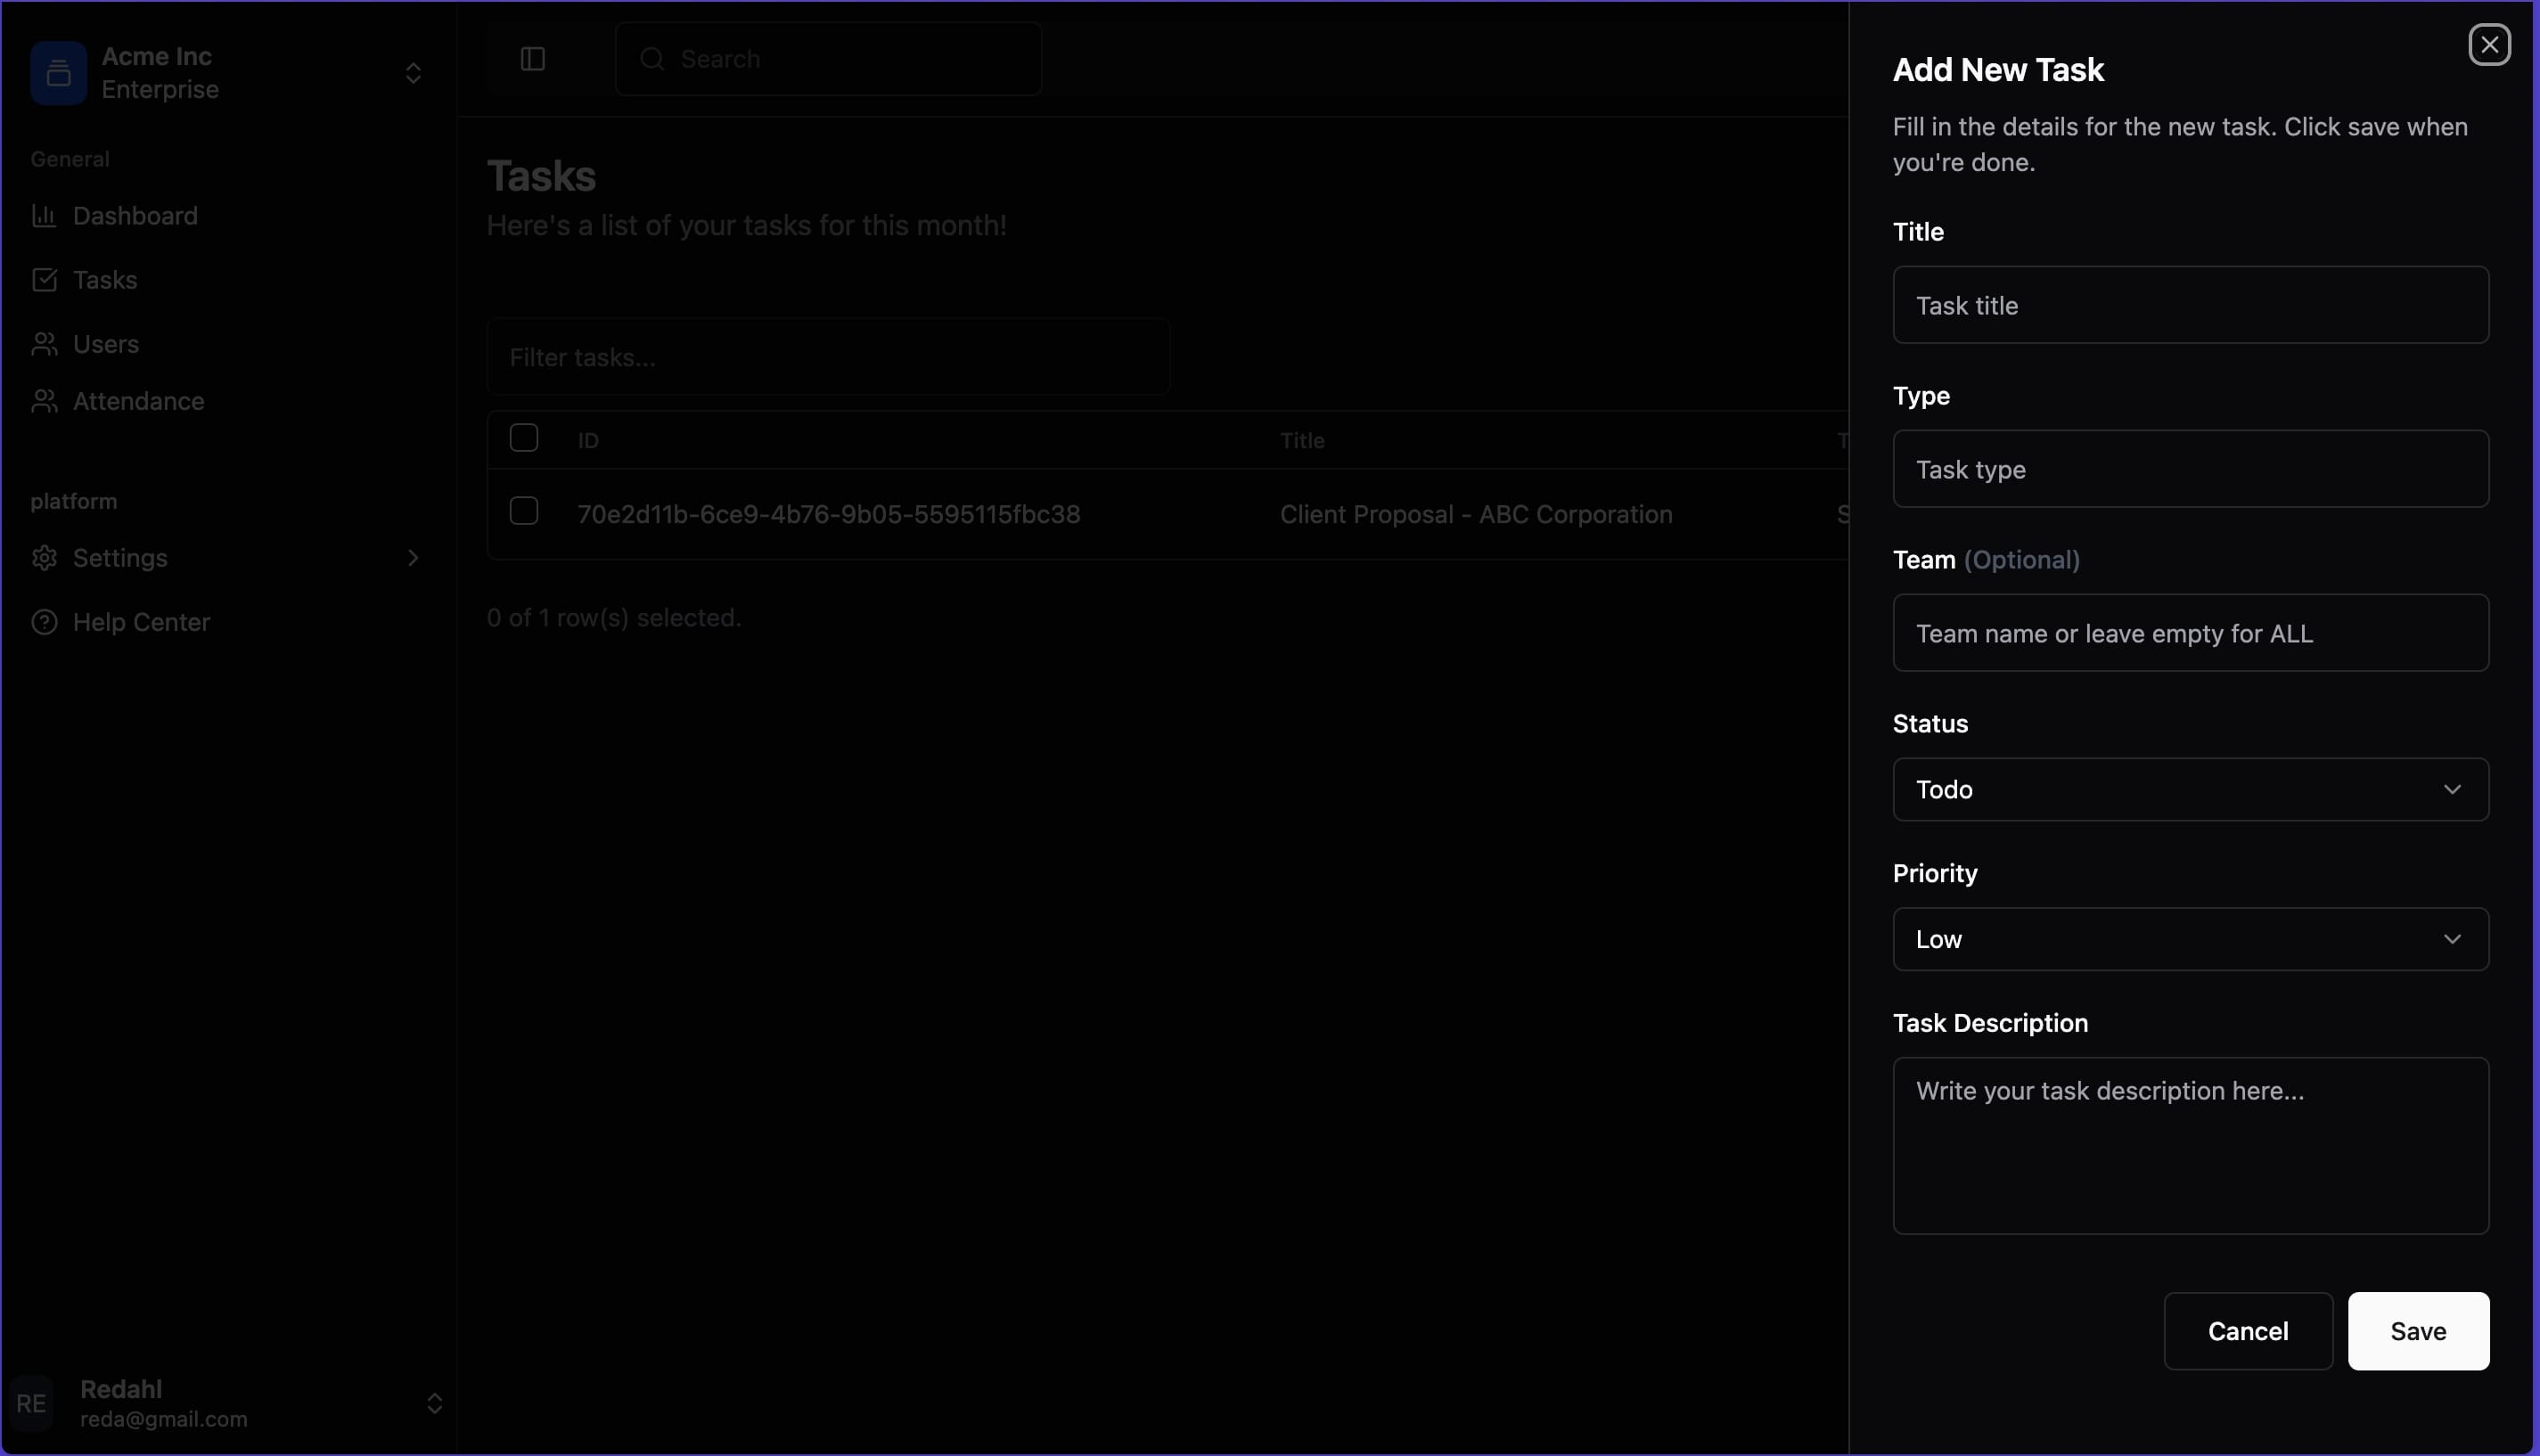 Acme Inc
Enterprise
General
Dashboard
Tasks
Users
Attendance
platform
Settings
Help Center
RE
Redahl
reda@gmail.com
Search
Tasks
Here's a list of your tasks for this month!
Filter tasks...
ID Title T
70e2d11b-6ce9-4b76-9b05-5595115fbc38 Client Proposal - ABC Corporation S
0 of 1 row(s) selected.
Add New Task
Fill in the details for the new task. Click save when
you're done.
Title
Task title
Type
Task type
Team (Optional)
Team name or leave empty for ALL
Status
Todo
Priority
Low
Task Description
Write your task description here...
Cancel Save